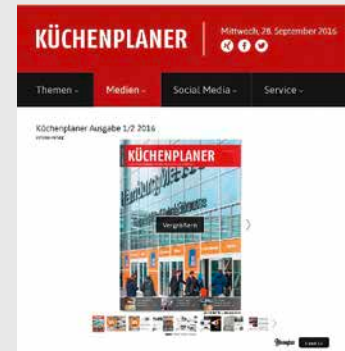 KÜCHENPLANER
Mittwoch, 28. September 2016
Themen
Medien
Social Media
Service
Küchenplaner Ausgabe 1/2 2016
KÜCHENPLANER
Vergrößern